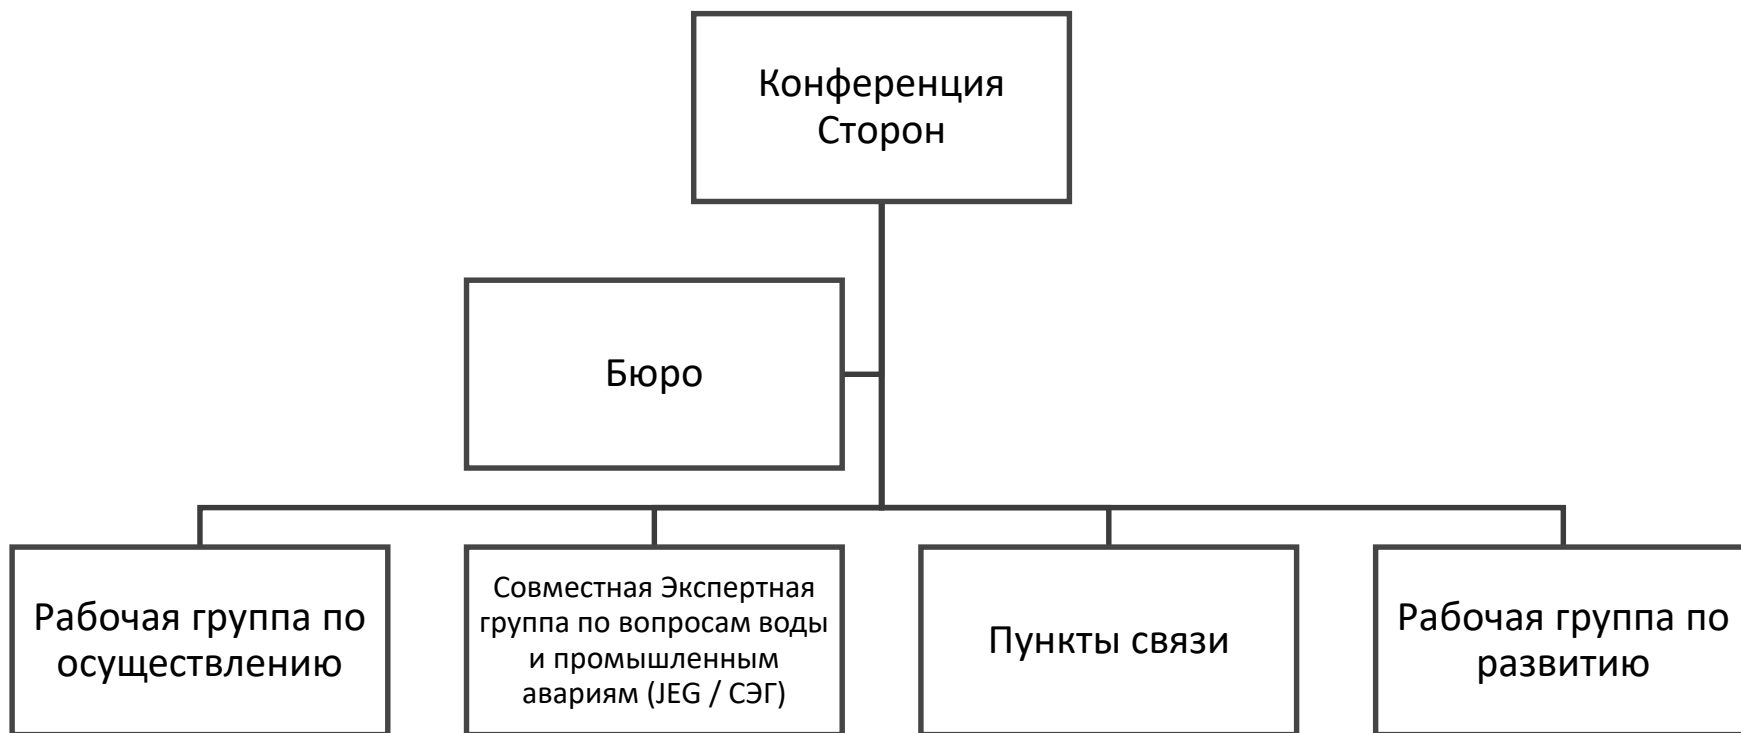 Конференция
Сторон
Бюро
Рабочая группа по
осуществлению
Совместная Экспертная
группа по вопросам воды
и промышленным
авариям (JEG / СЭГ)
Пункты связи
Рабочая группа по
развитию